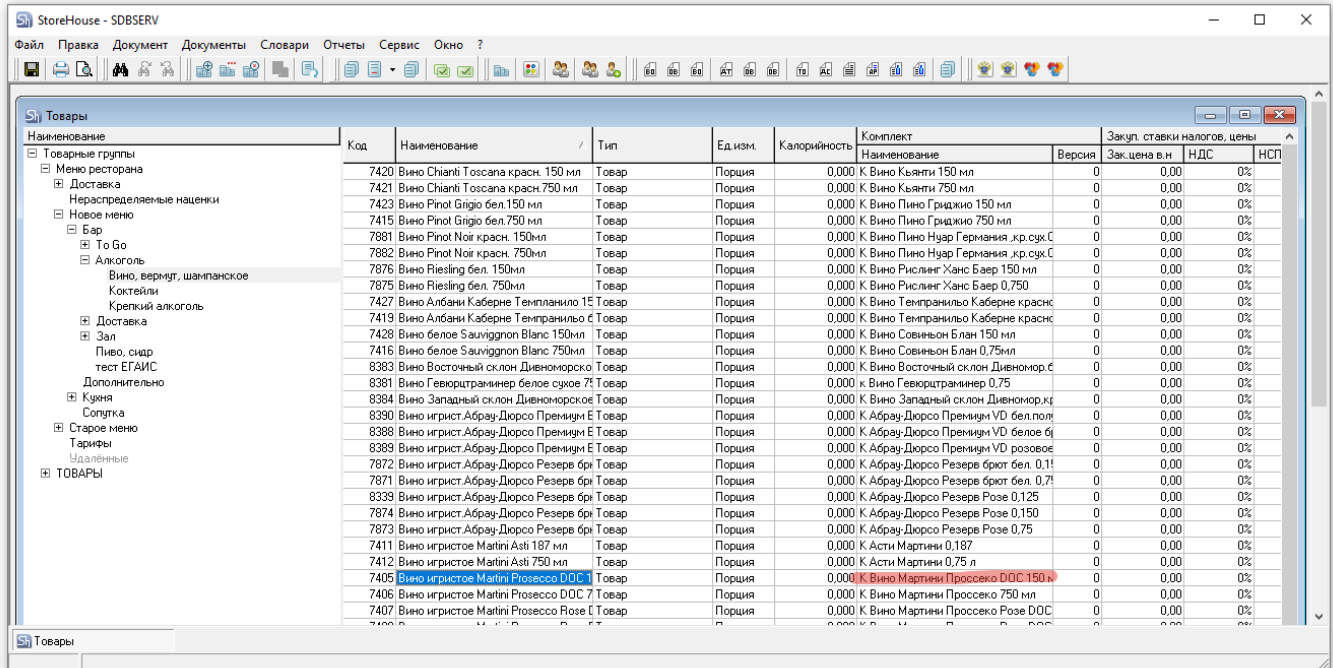 StoreHouse - SDBSERV
Файл Правка Документ Документы Словари Отчеты Сервис Окно ?
Товары
Наименование
Товарные группы
Меню ресторана
Доставка
Нераспределяемые наценки
Новое меню
Бар
To Go
Алкоголь
Вино, вермут, шампанское
Коктейли
Крепкий алкоголь
Доставка
Зал
Пиво, сидр
тест ЕГАИС
Дополнительно
Кухня
Сопутка
Старое меню
Тарифы
Удалённые
ТОВАРЫ
Код Наименование Тип Ед.изм. Калорийность Комплект Закуп. ставки налогов, цены
Наименование Версия Зак.цена в.н НДС НСП
7420 Вино Chianti Toscana красн. 150 мл Товар Порция 0,000 К Вино Кьянти 150 мл 0 0,00 0%
7421 Вино Chianti Toscana красн.750 мл Товар Порция 0,000 К Вино Кьянти 750 мл 0 0,00 0%
7423 Вино Pinot Grigio бел.150 мл Товар Порция 0,000 К Вино Пино Гриджио 150 мл 0 0,00 0%
7415 Вино Pinot Grigio бел.750 мл Товар Порция 0,000 К Вино Пино Гриджио 750 мл 0 0,00 0%
7881 Вино Pinot Noir красн. 150мл Товар Порция 0,000 К Вино Пино Нуар Германия ,кр.сух. 0 0,00 0%
7882 Вино Pinot Noir красн. 750мл Товар Порция 0,000 К Вино Пино Нуар Германия ,кр.сух. 0 0,00 0%
7876 Вино Riesling бел. 150мл Товар Порция 0,000 К Вино Рислинг Ханс Баер 150 мл 0 0,00 0%
7875 Вино Riesling бел. 750мл Товар Порция 0,000 К Вино Рислинг Ханс Баер 0,750 0 0,00 0%
7427 Вино Албани Каберне Темпланило 15 Товар Порция 0,000 К Вино Темпранильо Каберне красно 0 0,00 0%
7419 Вино Албани Каберне Темпранильо Товар Порция 0,000 К Вино Темпранильо Каберне красно 0 0,00 0%
7428 Вино белое Sauviggnon Blanc 150мл Товар Порция 0,000 К Вино Совиньон Блан 150 мл 0 0,00 0%
7416 Вино белое Sauviggnon Blanc 750мл Товар Порция 0,000 К Вино Совиньон Блан 0,75мл 0 0,00 0%
8383 Вино Восточный склон Дивноморско Товар Порция 0,000 К Вино Восточный склон Дивномор. 0 0,00 0%
8381 Вино Гевюрцтраминер белое сухое 75 Товар Порция 0,000 к Вино Гевюрцтраминер 0,75 0 0,00 0%
8384 Вино Западный склон Дивноморское Товар Порция 0,000 К Вино Западный склон Дивномор,кр 0 0,00 0%
8390 Вино игрист.Абрау-Дюрсо Премиум Товар Порция 0,000 К Абрау-Дюрсо Премиум VD бел.пол 0 0,00 0%
8388 Вино игрист.Абрау-Дюрсо Премиум Товар Порция 0,000 К Абрау-Дюрсо Премиум VD белое б 0 0,00 0%
8389 Вино игрист.Абрау-Дюрсо Премиум Товар Порция 0,000 К Абрау-Дюрсо Премиум VD розовое 0 0,00 0%
7872 Вино игрист.Абрау-Дюрсо Резерв бр Товар Порция 0,000 К Абрау-Дюрсо Резерв брют бел. 0,1 0 0,00 0%
7871 Вино игрист.Абрау-Дюрсо Резерв бр Товар Порция 0,000 К Абрау-Дюрсо Резерв брют бел. 0,7 0 0,00 0%
8339 Вино игрист.Абрау-Дюрсо Резерв бр Товар Порция 0,000 К Абрау-Дюрсо Резерв Розе 0,125 0 0,00 0%
7874 Вино игрист.Абрау-Дюрсо Резерв бр Товар Порция 0,000 К Абрау-Дюрсо Резерв Розе 0,150 0 0,00 0%
7873 Вино игрист.Абрау-Дюрсо Резерв бр Товар Порция 0,000 К Абрау-Дюрсо Резерв Розе 0,75 0 0,00 0%
7411 Вино игристое Martini Asti 187 мл Товар Порция 0,000 К Асти Мартини 0,187 0 0,00 0%
7412 Вино игристое Martini Asti 750 мл Товар Порция 0,000 К Асти Мартини 0,75 л 0 0,00 0%
7405 Вино игристое Martini Prosecco DOC 1 Товар Порция 0,000 К Вино Мартини Проссеко DOC 150 м 0 0,00 0%
7406 Вино игристое Martini Prosecco DOC 7 Товар Порция 0,000 К Вино Мартини Проссеко 750 мл 0 0,00 0%
7407 Вино игристое Martini Prosecco Rose Товар Порция 0,000 К Вино Мартини Проссеко Розе DOC 0 0,00 0%
Товары